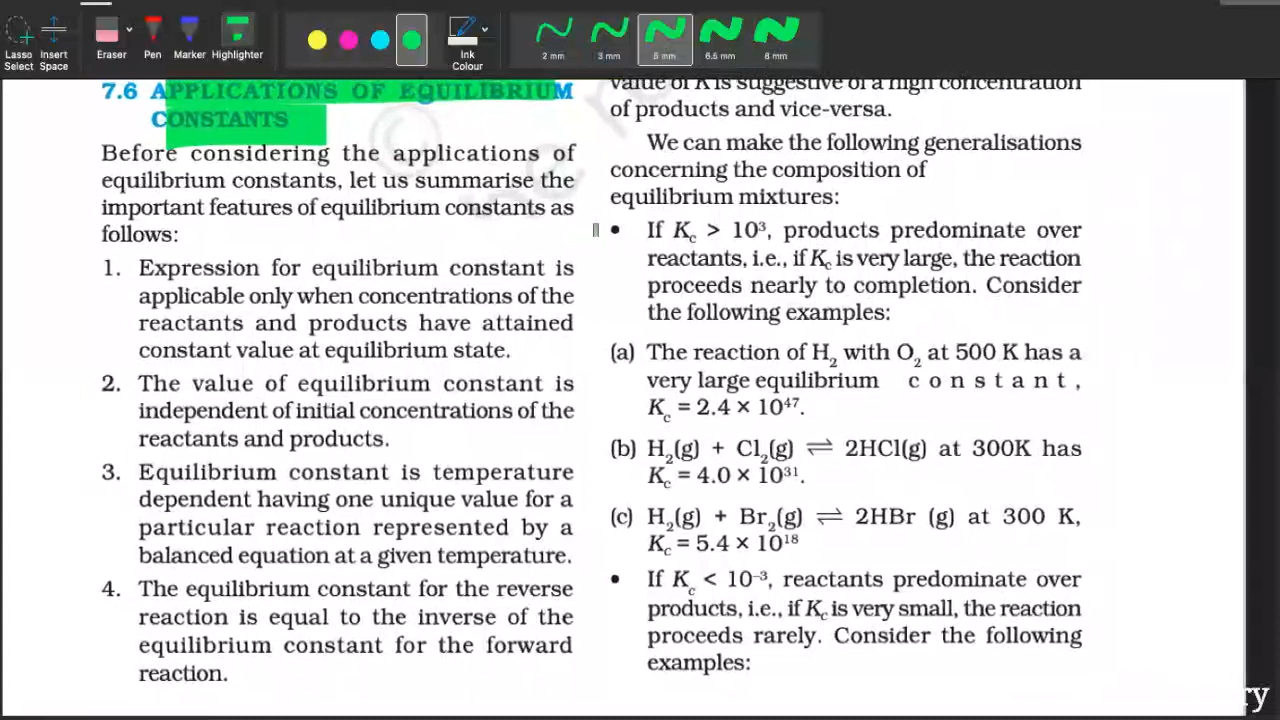 Lasso
Select
Insert
Space
Eraser
Pen
Marker
Highlighter
Ink
Colour
2 mm
3 mm
5 mm
6.5 mm
8 mm
7.6 APPLICATIONS OF EQUILIBRIUM
CONSTANTS
Before considering the applications of
equilibrium constants, let us summarise the
important features of equilibrium constants as
follows:
1. Expression for equilibrium constant is
applicable only when concentrations of the
reactants and products have attained
constant value at equilibrium state.
2. The value of equilibrium constant is
independent of initial concentrations of the
reactants and products.
3. Equilibrium constant is temperature
dependent having one unique value for a
particular reaction represented by a
balanced equation at a given temperature.
4. The equilibrium constant for the reverse
reaction is equal to the inverse of the
equilibrium constant for the forward
reaction.
value of K is suggestive of a high concentration
of products and vice-versa.
We can make the following generalisations
concerning the composition of
equilibrium mixtures:
• If K꜀ > 10³, products predominate over
reactants, i.e., if K꜀ is very large, the reaction
proceeds nearly to completion. Consider
the following examples:
(a) The reaction of H₂ with O₂ at 500 K has a
very large equilibrium c o n s t a n t ,
K꜀ = 2.4 × 10⁴⁷.
(b) H₂(g) + Cl₂(g) ⇌ 2HCl(g) at 300K has
K꜀ = 4.0 × 10³¹.
(c) H₂(g) + Br₂(g) ⇌ 2HBr (g) at 300 K,
K꜀ = 5.4 × 10¹⁸
• If K꜀ < 10⁻³, reactants predominate over
products, i.e., if K꜀ is very small, the reaction
proceeds rarely. Consider the following
examples: